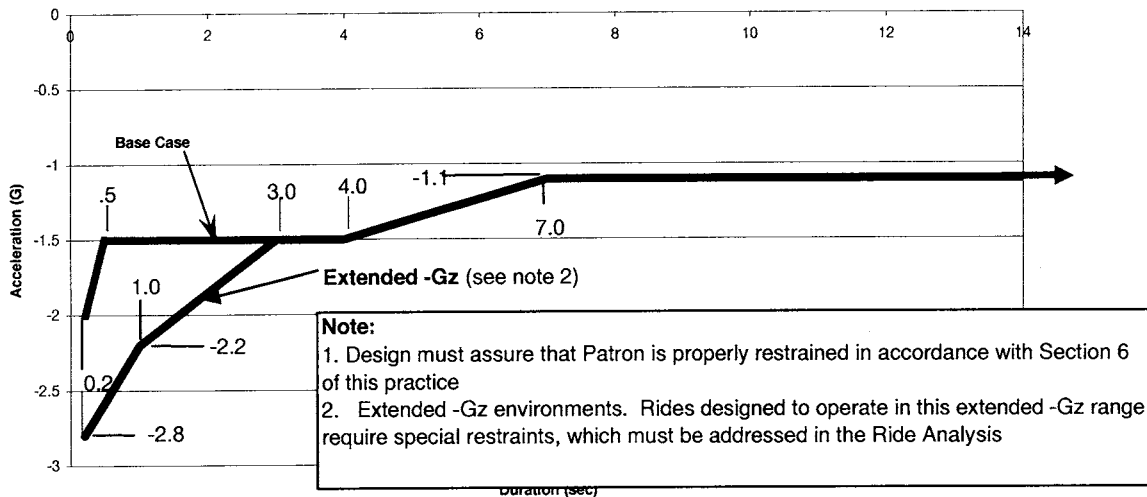 0
0 2 4 6 8 10 12 14
-0.5
-1
-1.5
-2
-2.5
-3
Acceleration (G)
Base Case
.5
3.0
4.0
-1.1
7.0
1.0
Extended -Gz (see note 2)
-2.2
0.2
-2.8
Note:
1. Design must assure that Patron is properly restrained in accordance with Section 6
of this practice
2. Extended -Gz environments. Rides designed to operate in this extended -Gz range
require special restraints, which must be addressed in the Ride Analysis
Duration (sec)